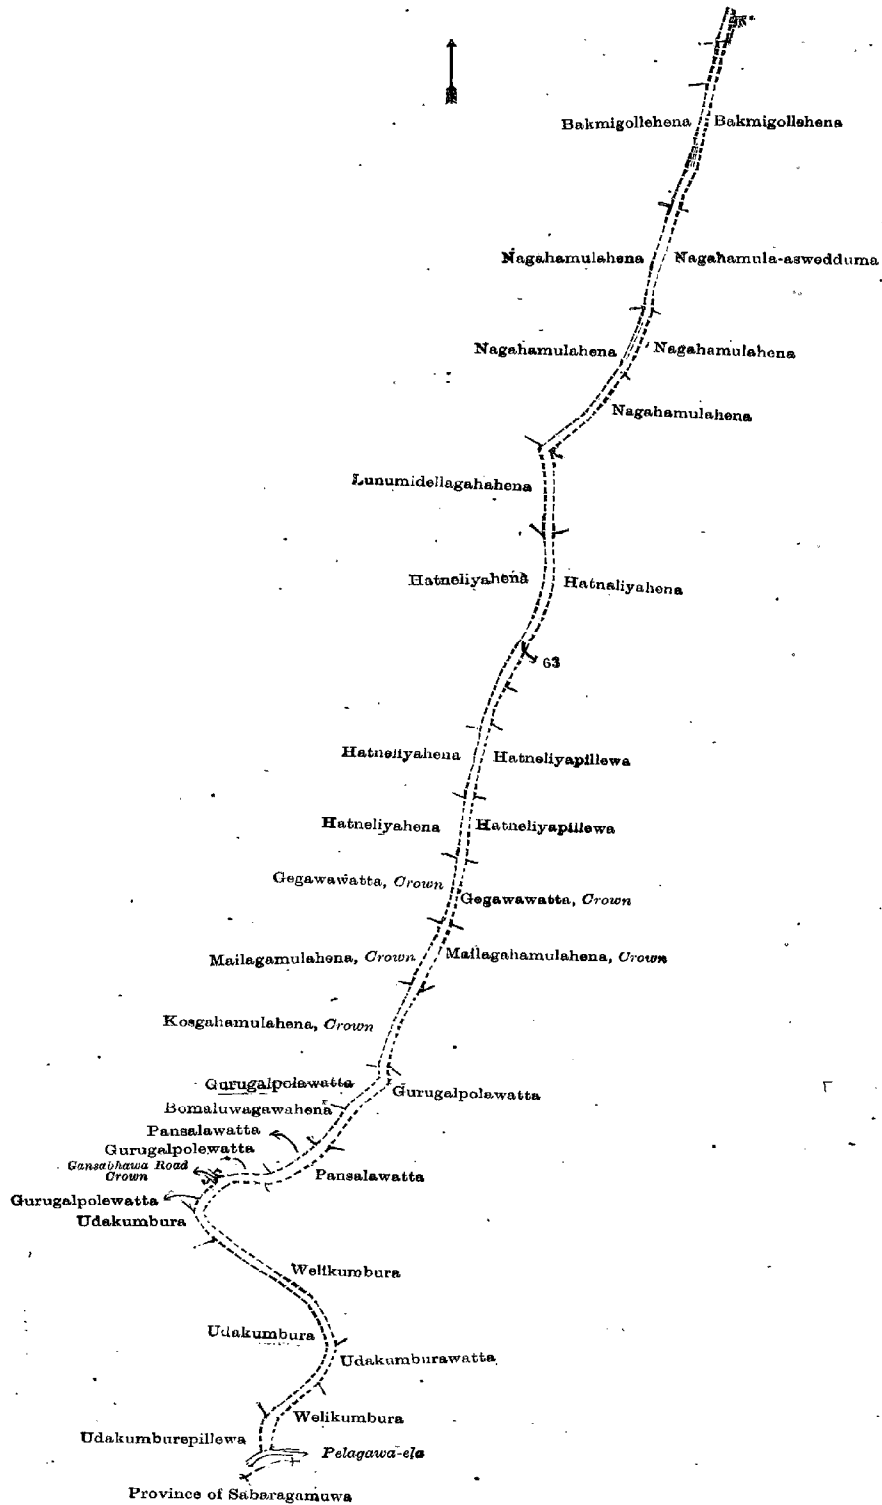 Bakmigollehena Bakmigollehena
Nagahamulahena Nagahamula-aswedduma
Nagahamulahena Nagahamulahena
Nagahamulahena
Lunumidellagahahena
Hatneliyahena Hatnaliyahena
63
Hatneliyahena Hatneliyapillewa
Hatneliyahena Hatneliyapillewa
Gegawawatta, Crown
Gegawawatta, Crown
Mailagamulahena, Crown Mailagahamulahena, Crown
Kosgahamulahena, Crown
Gurugalpolawatta
Gurugalpolawatta
Bomaluwagawahena
Pansalawatta
Gurugalpolewatta
Gansabhawa Road
Crown
Pansalawatta
Gurugalpolewatta
Udakumbura
Welikumbura
Udakumbura
Udakumburawatta
Welikumbura
Udakumburepillewa
Pelagawa-ela
Province of Sabaragamuwa